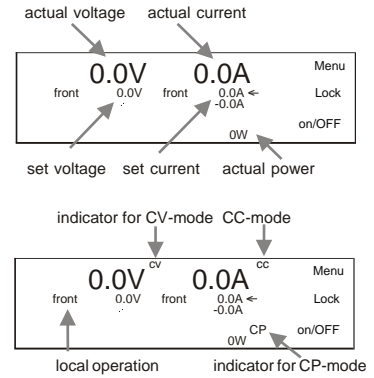 actual voltage actual current
0.0V 0.0A Menu
front 0.0V front 0.0A ← Lock
-0.0A
on/OFF
0W
set voltage set current actual power
indicator for CV-mode CC-mode
cv cc
0.0V 0.0A Menu
front 0.0V front 0.0A ← Lock
-0.0A
CP on/OFF
0W
local operation indicator for CP-mode